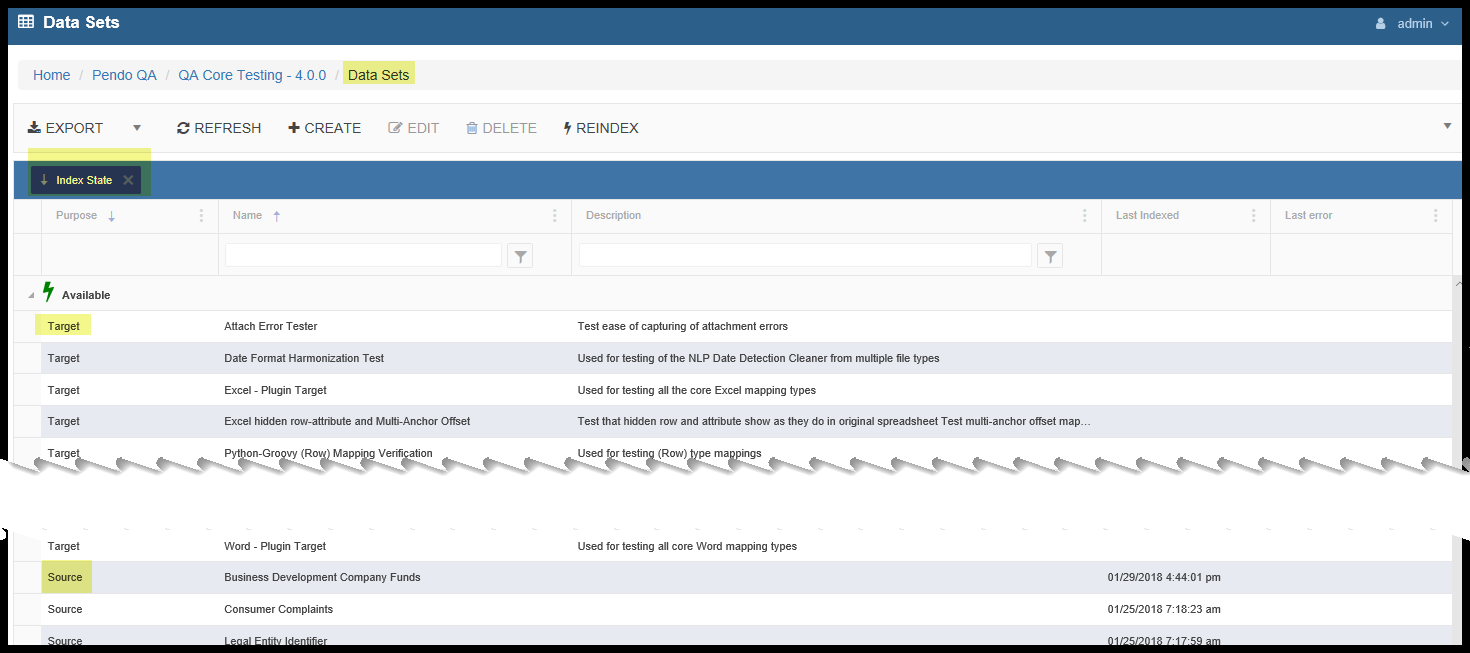 Data Sets
admin
Home / Pendo QA / QA Core Testing - 4.0.0 / Data Sets
EXPORT REFRESH CREATE EDIT DELETE REINDEX
Index State
Purpose Name Description Last Indexed Last error
Available
Target Attach Error Tester Test ease of capturing of attachment errors
Target Date Format Harmonization Test Used for testing of the NLP Date Detection Cleaner from multiple file types
Target Excel - Plugin Target Used for testing all the core Excel mapping types
Target Excel hidden row-attribute and Multi-Anchor Offset Test that hidden row and attribute show as they do in original spreadsheet Test multi-anchor offset map…
Target Python-Groovy (Row) Mapping Verification Used for testing (Row) type mappings
Target Word - Plugin Target Used for testing all core Word mapping types
Source Business Development Company Funds 01/29/2018 4:44:01 pm
Source Consumer Complaints 01/25/2018 7:18:23 am
Source Legal Entity Identifier 01/25/2018 7:17:59 am